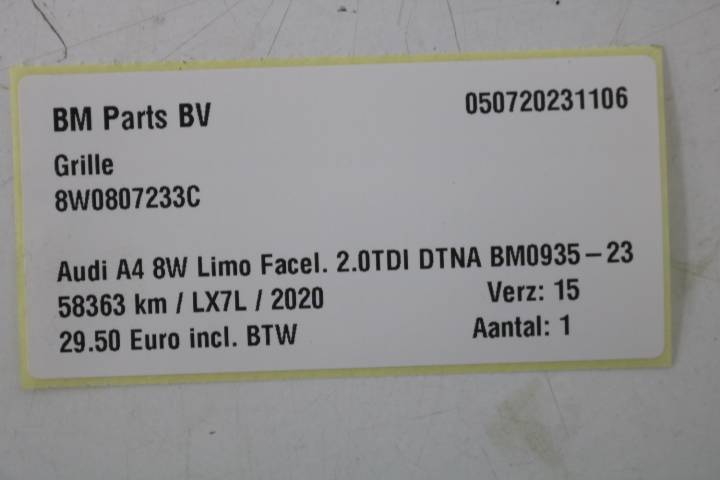 BM Parts BV 050720231106
Grille
8W0807233C
Audi A4 8W Limo Facel. 2.0TDI DTNA BM0935-23
58363 km / LX7L / 2020 Verz: 15
29.50 Euro incl. BTW Aantal: 1